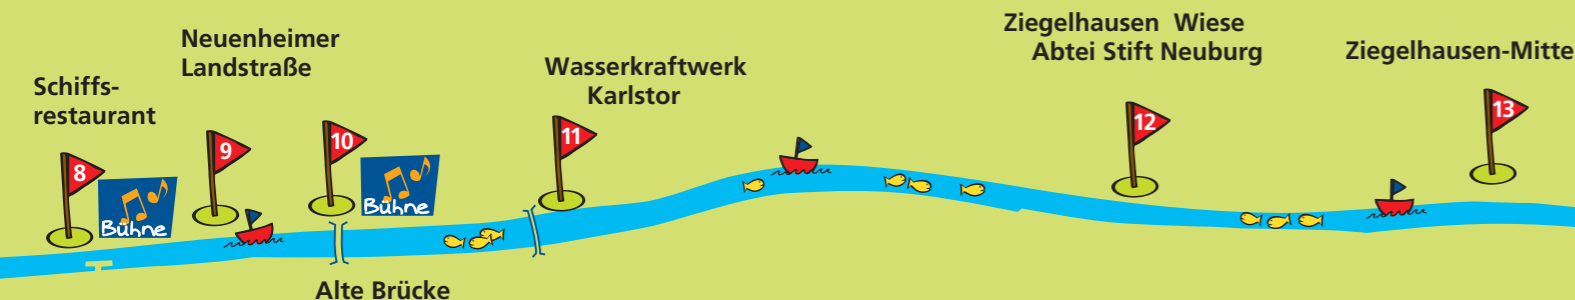 Schiffs-
restaurant
8
Bühne
Neuenheimer
Landstraße
9
10
Bühne
Alte Brücke
Wasserkraftwerk
Karlstor
11
Ziegelhausen Wiese
Abtei Stift Neuburg
12
Ziegelhausen-Mitte
13